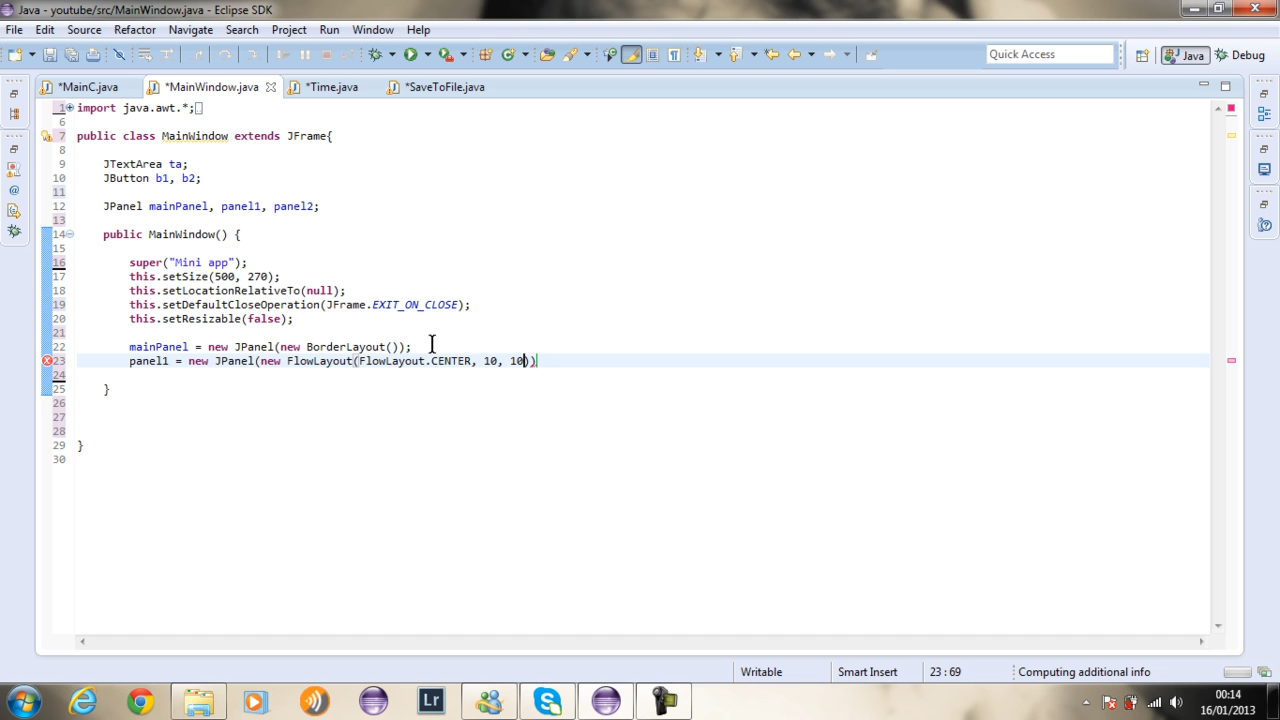 Java - youtube/src/MainWindow.java - Eclipse SDK
File Edit Source Refactor Navigate Search Project Run Window Help
Quick Access Java Debug
*MainC.java *MainWindow.java *Time.java *SaveToFile.java
1 import java.awt.*;
6
7 public class MainWindow extends JFrame{
8
9 JTextArea ta;
10 JButton b1, b2;
11
12 JPanel mainPanel, panel1, panel2;
13
14 public MainWindow() {
15
16 super("Mini app");
17 this.setSize(500, 270);
18 this.setLocationRelativeTo(null);
19 this.setDefaultCloseOperation(JFrame.EXIT_ON_CLOSE);
20 this.setResizable(false);
21
22 mainPanel = new JPanel(new BorderLayout());
23 panel1 = new JPanel(new FlowLayout(FlowLayout.CENTER, 10, 10))
24
25 }
26
27
28
29 }
30
Writable Smart Insert 23 : 69 Computing additional info
Lr
00:14
16/01/2013